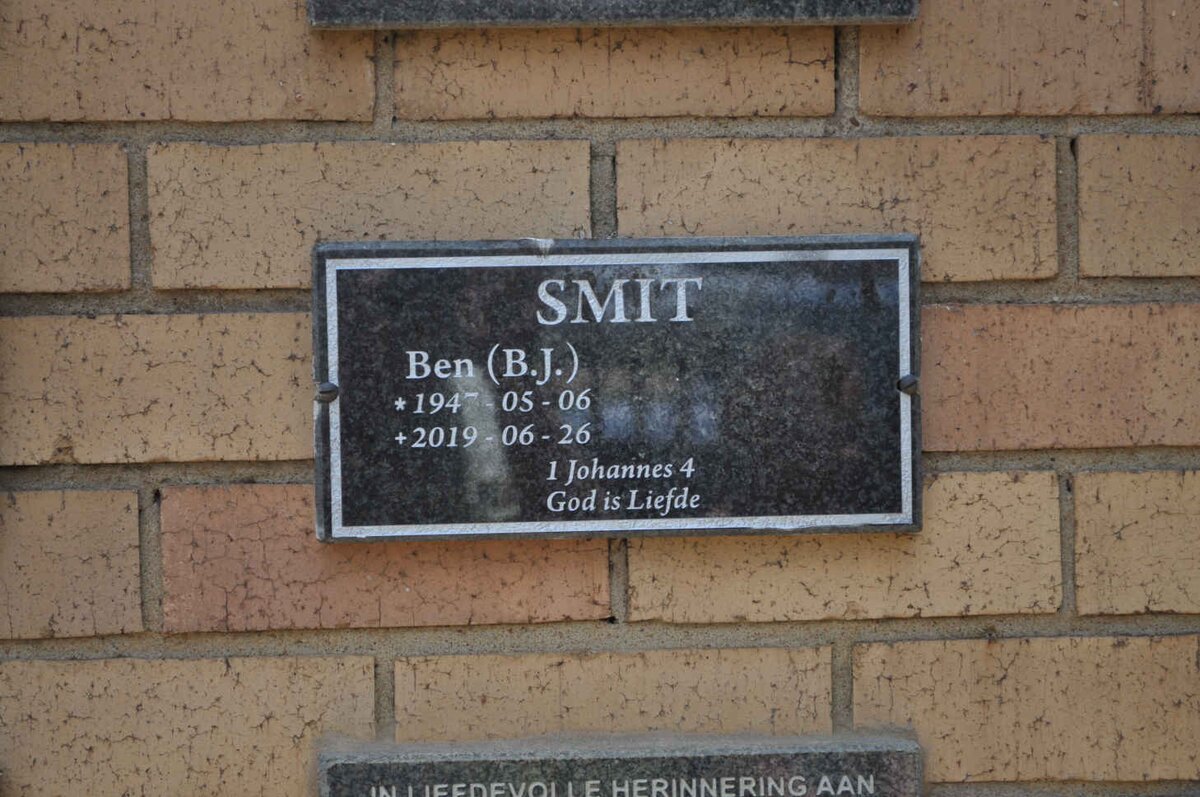 SMIT
Ben (B.J.)
* 1947 - 05 - 06
+ 2019 - 06 - 26
1 Johannes 4
God is Liefde
IN LIEFDEVOLLE HERINNERING AAN